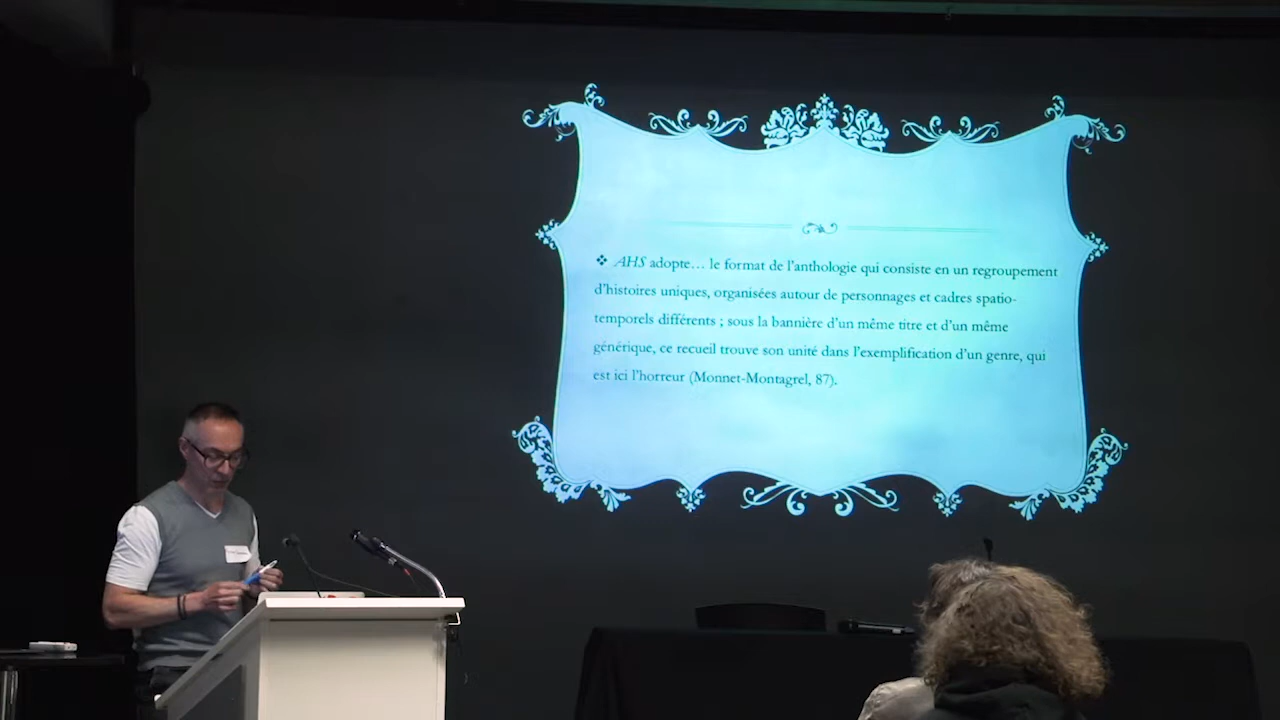 ❖ AHS adopte… le format de l’anthologie qui consiste en un regroupement
d’histoires uniques, organisées autour de personnages et cadres spatio-
temporels différents ; sous la bannière d’un même titre et d’un même
générique, ce recueil trouve son unité dans l’exemplification d’un genre, qui
est ici l’horreur (Monnet-Montagrel, 87).